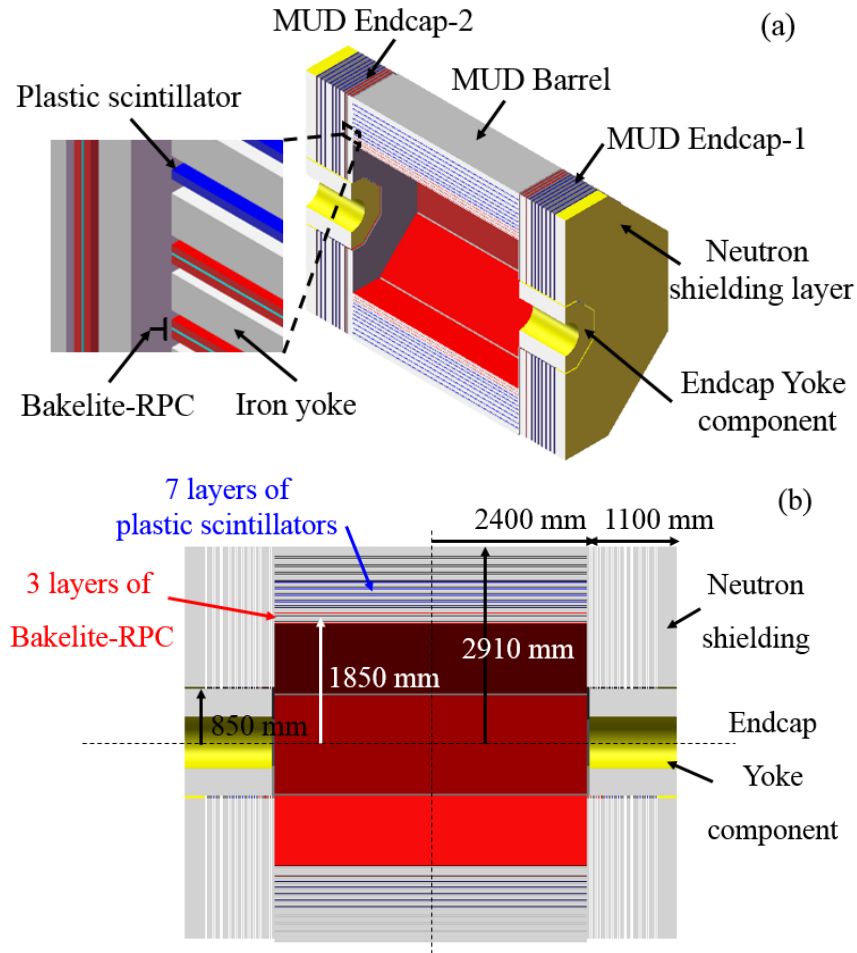 MUD Endcap-2
(a)
MUD Barrel
Plastic scintillator
MUD Endcap-1
Neutron
shielding layer
Bakelite-RPC
Iron yoke
Endcap Yoke
component
7 layers of
plastic scintillators
(b)
2400 mm
1100 mm
3 layers of
Bakelite-RPC
Neutron
shielding
2910 mm
1850 mm
850 mm
Endcap
Yoke
component